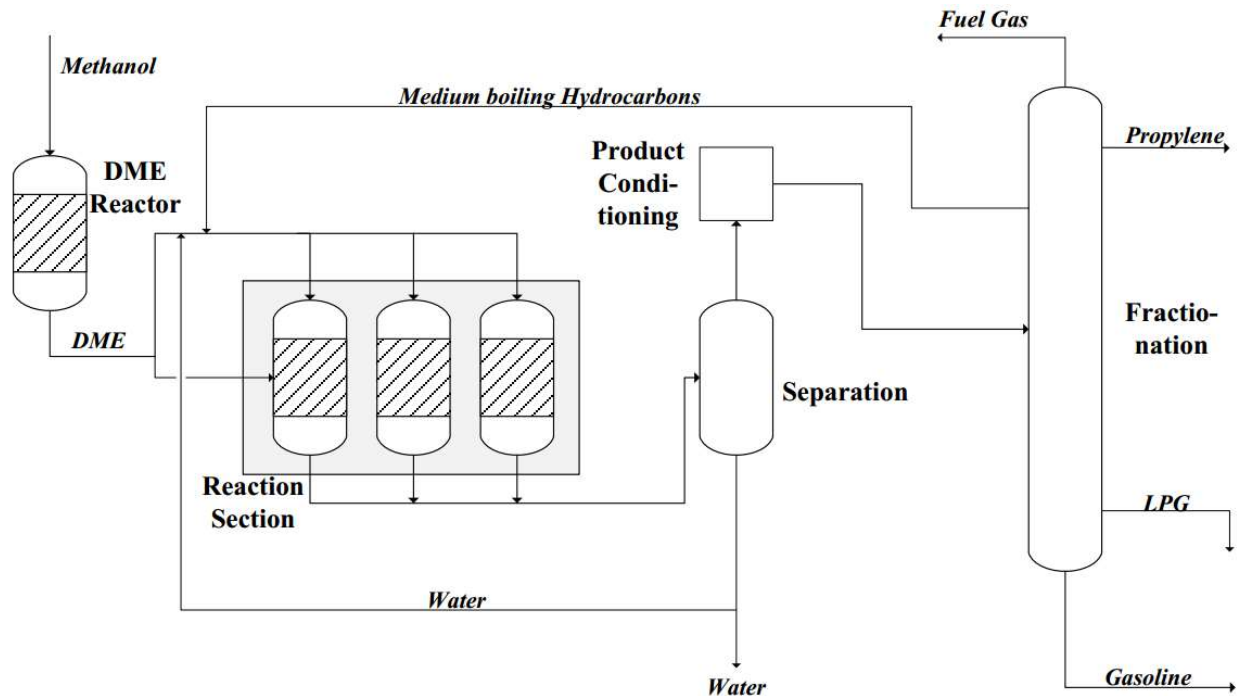 Fuel Gas
Methanol
Medium boiling Hydrocarbons
Propylene
Product
Condi-
tioning
DME
Reactor
DME
Fractio-
nation
Separation
Reaction
Section
LPG
Water
Water
Gasoline